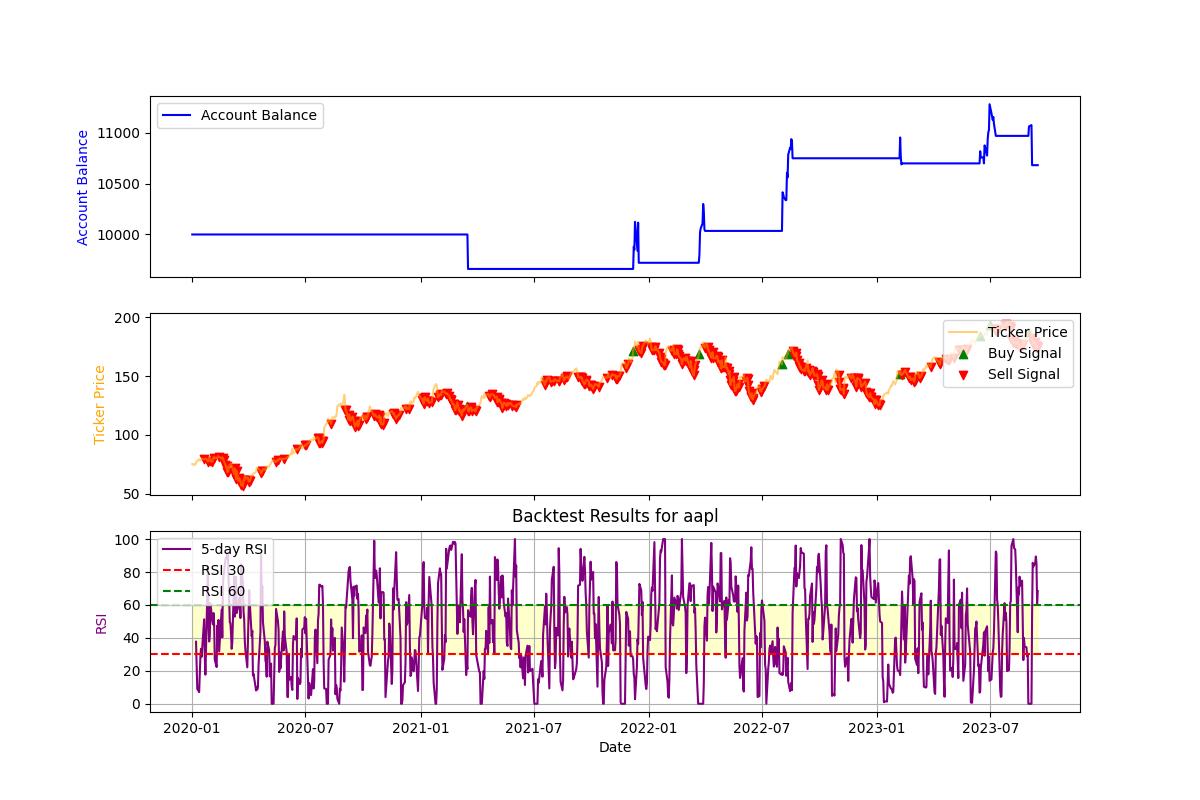 Account Balance
11000
10500
10000
Account Balance
200
150
100
50
Ticker Price
Ticker Price
Buy Signal
Sell Signal
Backtest Results for aapl
100
80
60
40
20
0
RSI
5-day RSI
RSI 30
RSI 60
2020-01 2020-07 2021-01 2021-07 2022-01 2022-07 2023-01 2023-07
Date